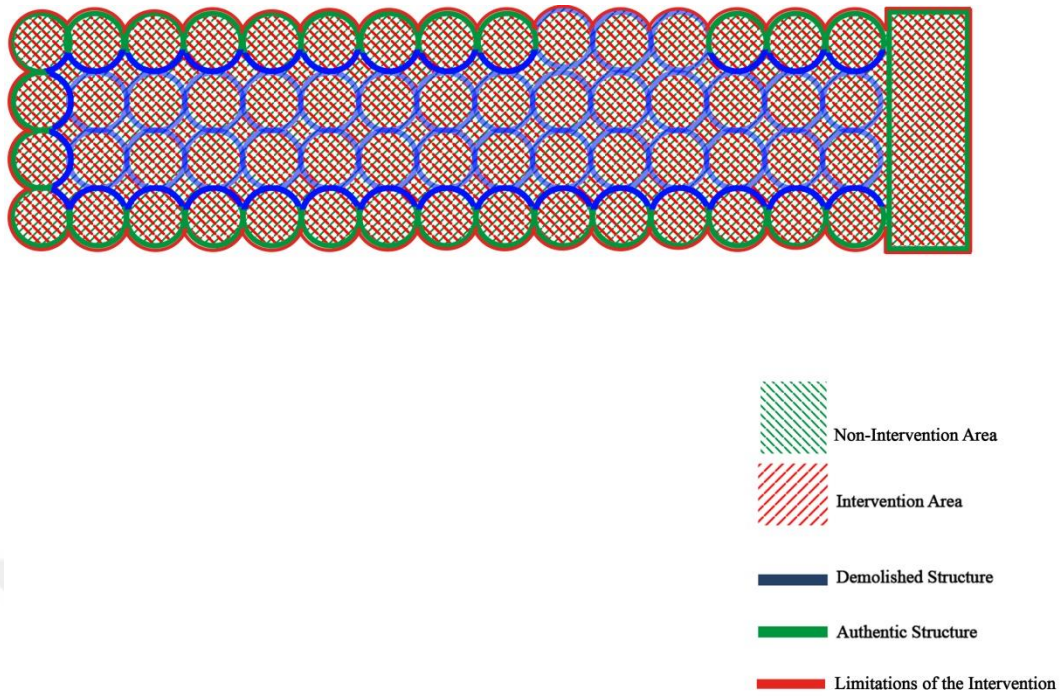 Non-Intervention Area
Intervention Area
Demolished Structure
Authentic Structure
Limitations of the Intervention